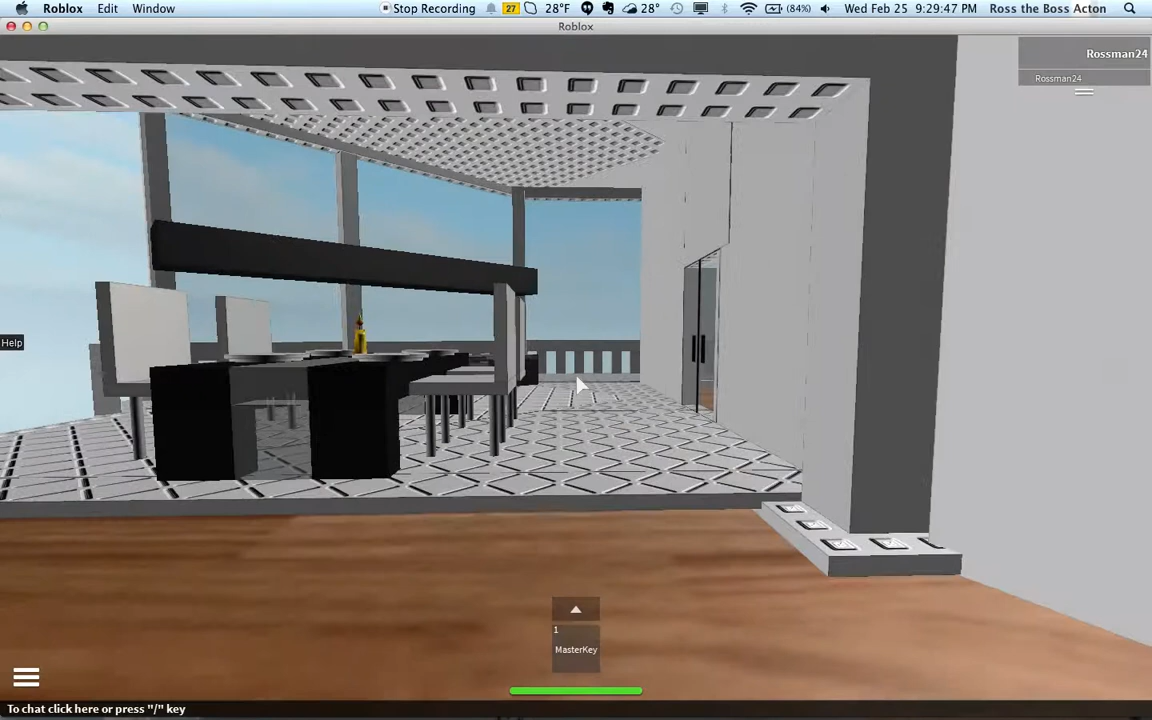 Roblox Edit Window Stop Recording 27 28°F 28° (84%) Wed Feb 25 9:29:47 PM Ross the Boss Acton
Roblox
Rossman24
Rossman24
Help
1
MasterKey
To chat click here or press "/" key